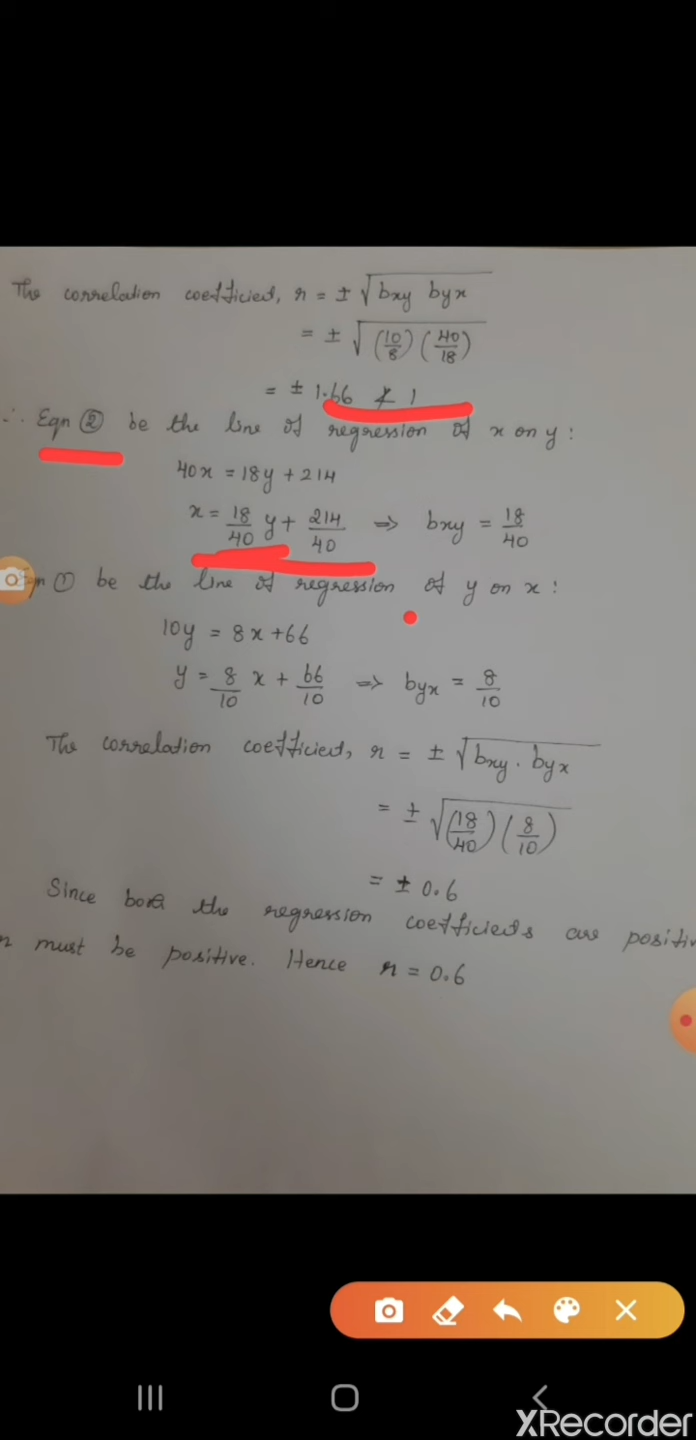 The correlation coefficient, r = ± √bxy byx
= ± √(10/8) (40/18)
= ± 1.66 ≮ 1
∴ Eqn ② be the line of regression of x on y :
40x = 18y + 214
x = 18/40 y + 214/40 => bxy = 18/40
① be the line of regression of y on x :
10y = 8x + 66
y = 8/10 x + 66/10 => byx = 8/10
The correlation coefficient, r = ± √bxy . byx
= ± √(18/40) (8/10)
= ± 0.6
Since both the regression coefficients are positiv
must be positive. Hence r = 0.6
XRecorder